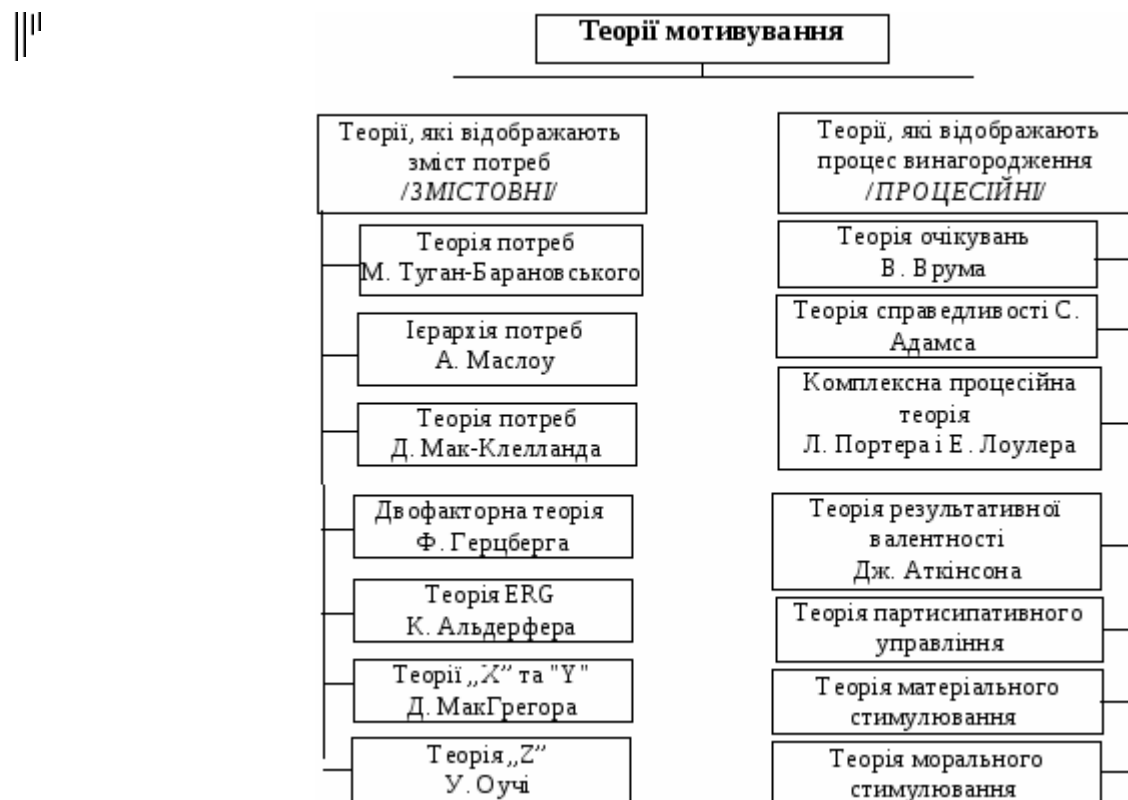 Теорії мотивування
Теорії, які відображають
зміст потреб
/ЗМІСТОВНІ/
Теорія потреб
М. Туган-Барановського
Ієрархія потреб
А. Маслоу
Теорія потреб
Д. Мак-Клелланда
Двофакторна теорія
Ф. Герцберга
Теорія ERG
К. Альдерфера
Теорії „X” та "Y"
Д. МакГрегора
Теорія „Z”
У. Оучі
Теорії, які відображають
процес винагородження
/ПРОЦЕСІЙНІ/
Теорія очікувань
В. Врума
Теорія справедливості С.
Адамса
Комплексна процесійна
теорія
Л. Портера і Е. Лоулера
Теорія результативної
валентності
Дж. Аткінсона
Теорія партисипативного
управління
Теорія матеріального
стимулювання
Теорія морального
стимулювання